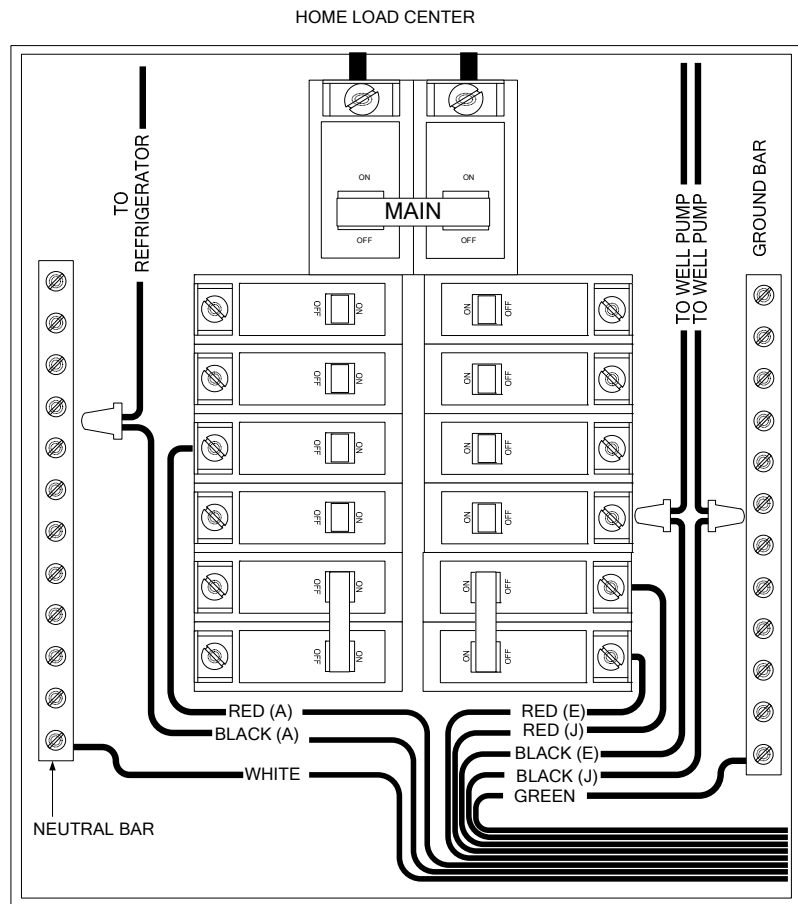 HOME LOAD CENTER
TO
REFRIGERATOR
ON
ON
MAIN
OFF
OFF
TO WELL PUMP
TO WELL PUMP
GROUND BAR
OFF
ON
ON
OFF
OFF
ON
ON
OFF
OFF
ON
ON
OFF
OFF
ON
ON
OFF
OFF
ON
ON
OFF
OFF
ON
ON
OFF
RED (A)
RED (E)
BLACK (A)
RED (J)
BLACK (E)
WHITE
BLACK (J)
GREEN
NEUTRAL BAR